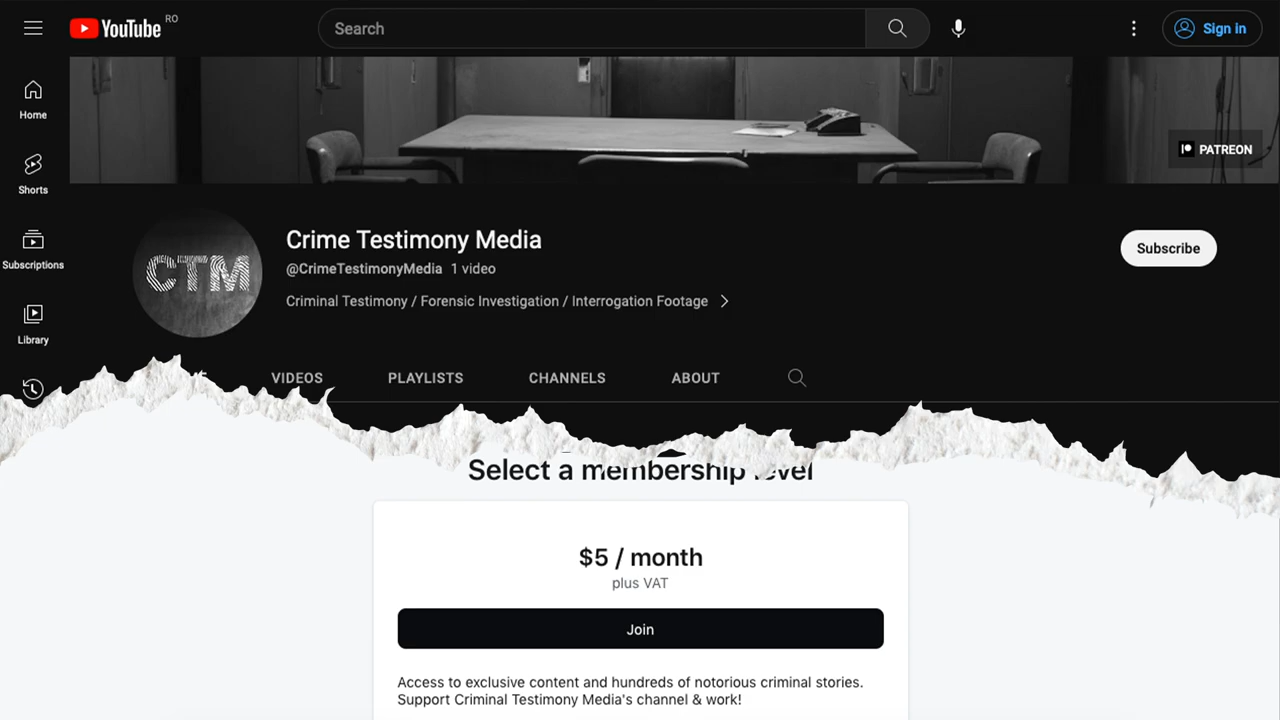 YouTube RO
Search
Sign in
Home
Shorts
Subscriptions
Library
PATREON
CTM
Crime Testimony Media
@CrimeTestimonyMedia 1 video
Criminal Testimony / Forensic Investigation / Interrogation Footage
Subscribe
VIDEOS PLAYLISTS CHANNELS ABOUT
Select a membership level
$5 / month
plus VAT
Join
Access to exclusive content and hundreds of notorious criminal stories.
Support Criminal Testimony Media's channel & work!